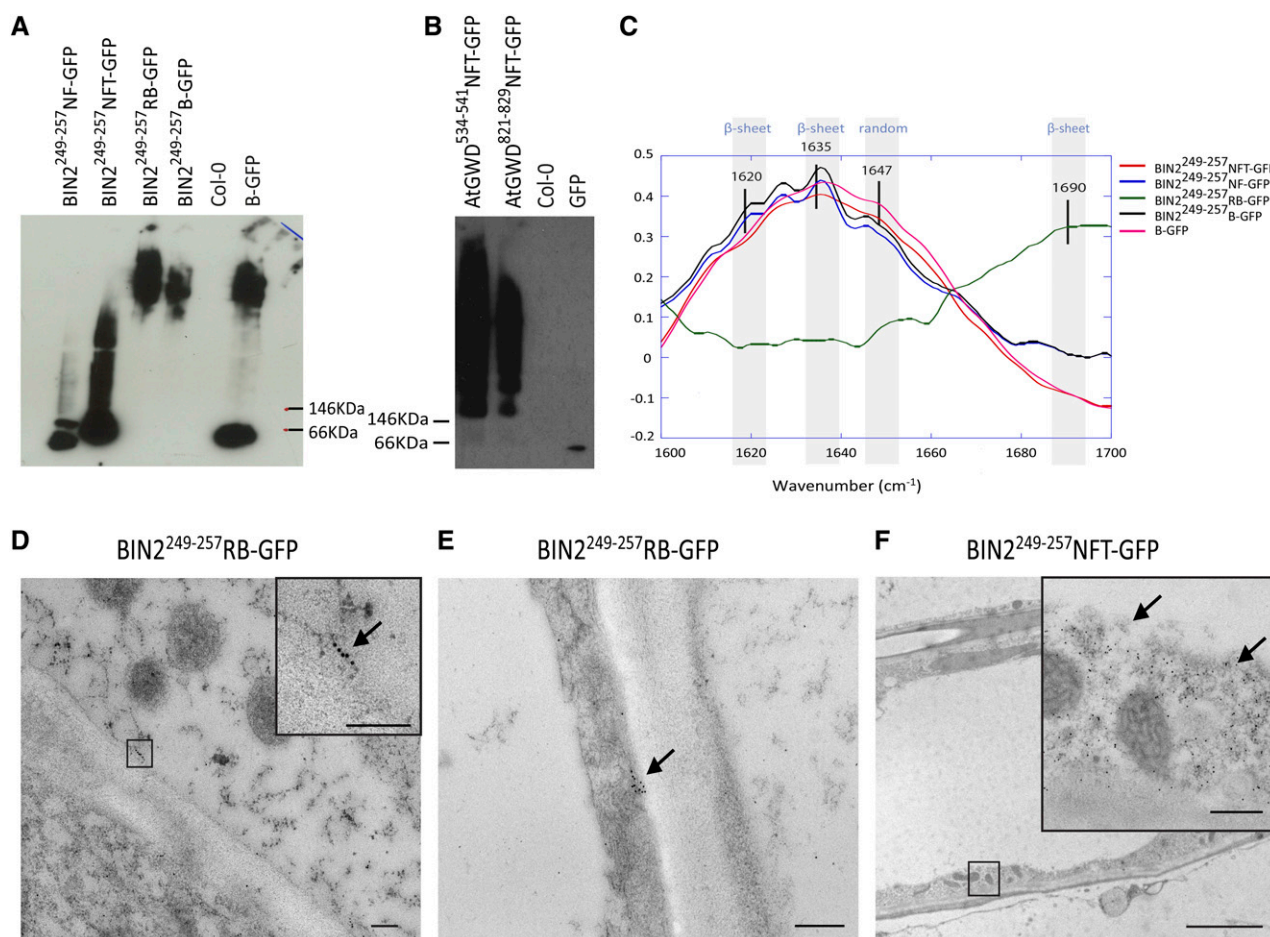 A
BIN2249-257NF-GFP
BIN2249-257NFT-GFP
BIN2249-257RB-GFP
BIN2249-257B-GFP
Col-0
B-GFP
146KDa
66KDa
B
AtGWD534-541NFT-GFP
AtGWD821-829NFT-GFP
Col-0
GFP
146KDa
66KDa
C
β-sheet
β-sheet
random
β-sheet
1620
1635
1647
1690
0.5
0.4
0.3
0.2
0.1
0
-0.1
-0.2
1600
1620
1640
1660
1680
1700
Wavenumber (cm-1)
BIN2249-257NFT-GFP
BIN2249-257NF-GFP
BIN2249-257RB-GFP
BIN2249-257B-GFP
B-GFP
D
BIN2249-257RB-GFP
E
BIN2249-257RB-GFP
F
BIN2249-257NFT-GFP